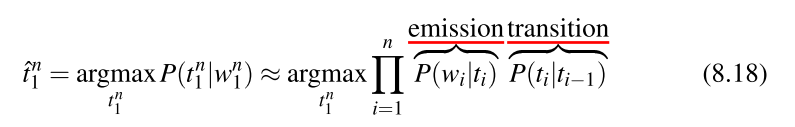 emission transition
t̂₁ⁿ = argmax P(t₁ⁿ|w₁ⁿ) ≈ argmax ∏ P(wᵢ|tᵢ) P(tᵢ|tᵢ₋₁) (8.18)
t₁ⁿ t₁ⁿ i=1 n